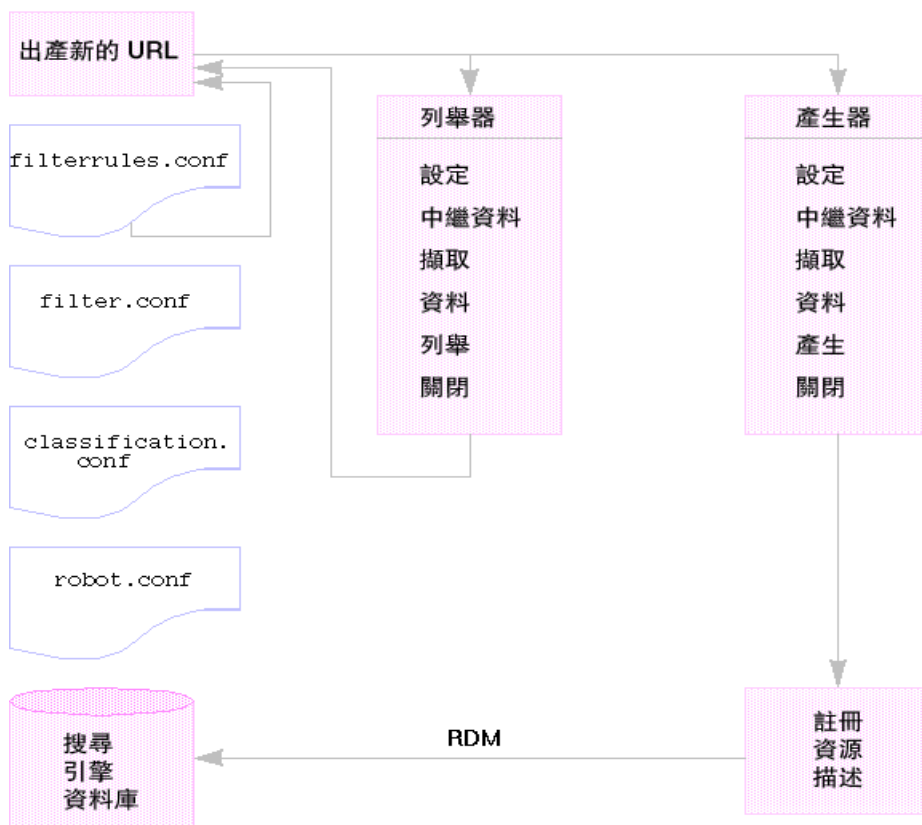 出產新的 URL
filterrules.conf
filter.conf
classification.
conf
robot.conf
列舉器
設定
中繼資料
擷取
資料
列舉
關閉
產生器
設定
中繼資料
擷取
資料
產生
關閉
搜尋
引擎
資料庫
RDM
註冊
資源
描述